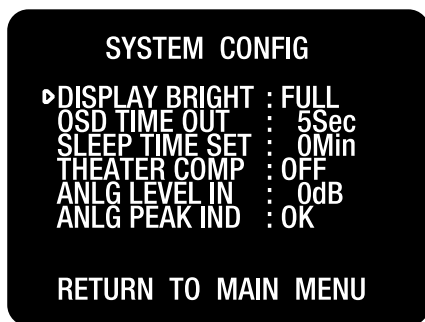 SYSTEM CONFIG
DISPLAY BRIGHT : FULL
OSD TIME OUT : 5Sec
SLEEP TIME SET : 0Min
THEATER COMP : OFF
ANLG LEVEL IN : 0dB
ANLG PEAK IND : OK
RETURN TO MAIN MENU